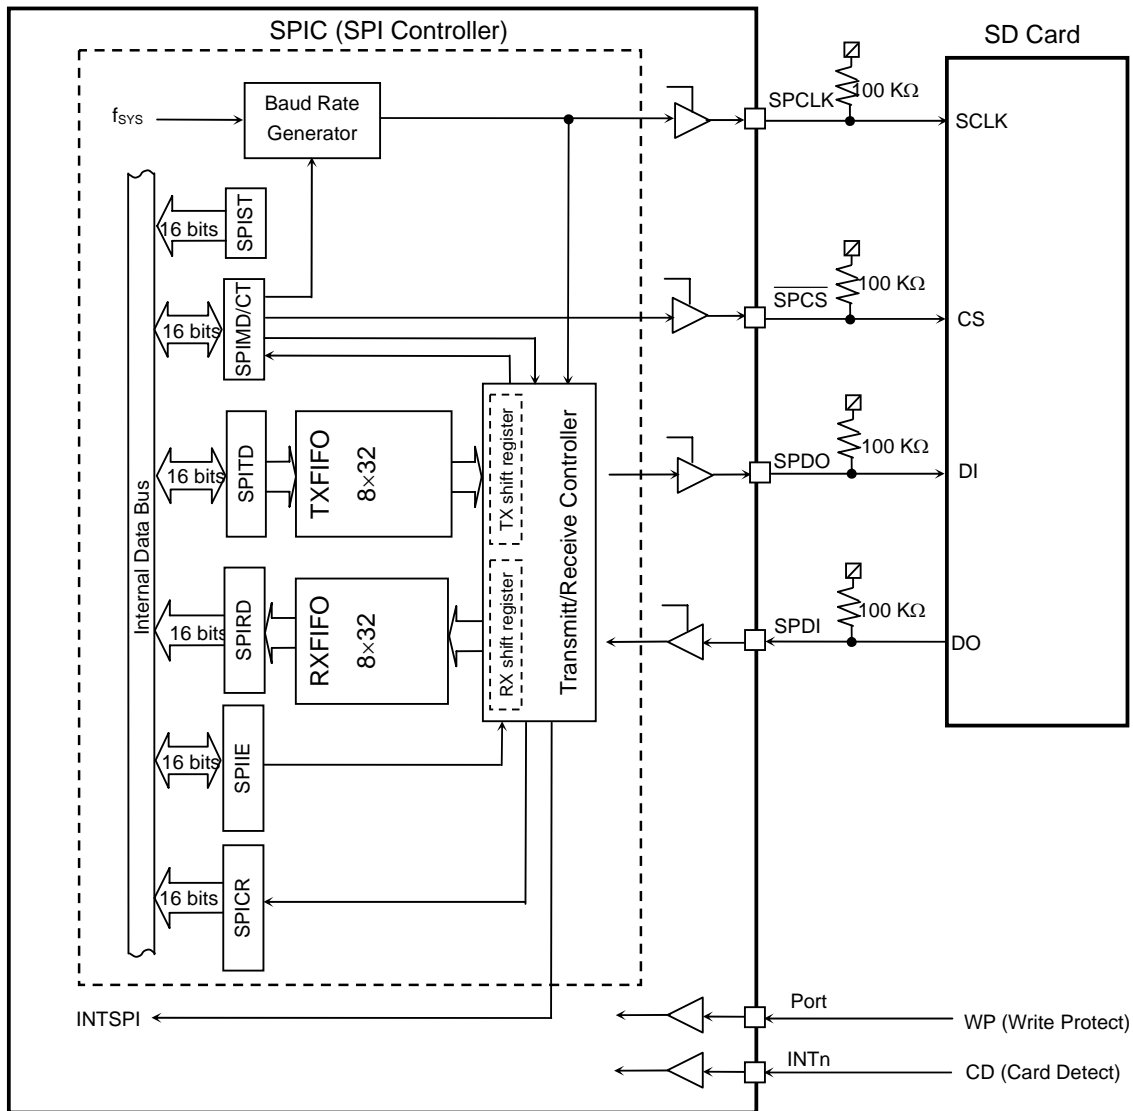 SPIC (SPI Controller)
SD Card
f_SYS
Baud Rate
Generator
SPCLK
100 KΩ
SCLK
16 bits
SPIST
16 bits
SPIMD/CT
SPCS
100 KΩ
CS
Internal Data Bus
16 bits
SPITD
TXFIFO
8×32
TX shift register
Transmitt/Receive Controller
SPDO
100 KΩ
DI
16 bits
SPIRD
RXFIFO
8×32
RX shift register
SPDI
100 KΩ
DO
16 bits
SPIIE
16 bits
SPICR
INTSPI
Port
WP (Write Protect)
INTn
CD (Card Detect)